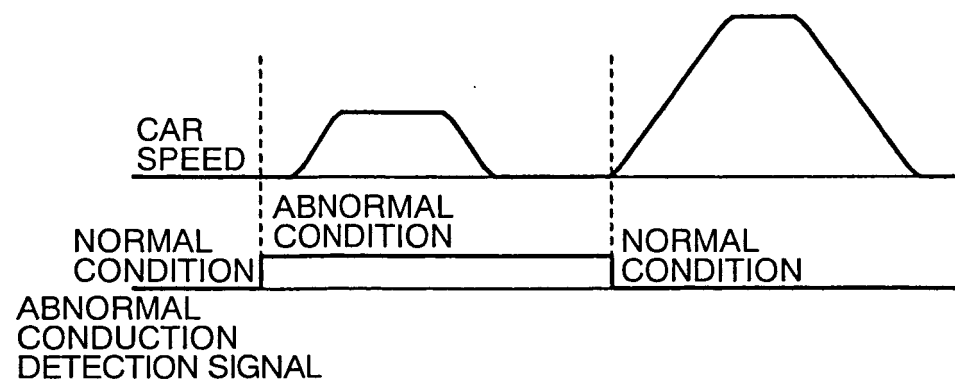 CAR
SPEED
ABNORMAL
CONDITION
NORMAL
CONDITION
NORMAL
CONDITION
ABNORMAL
CONDUCTION
DETECTION SIGNAL